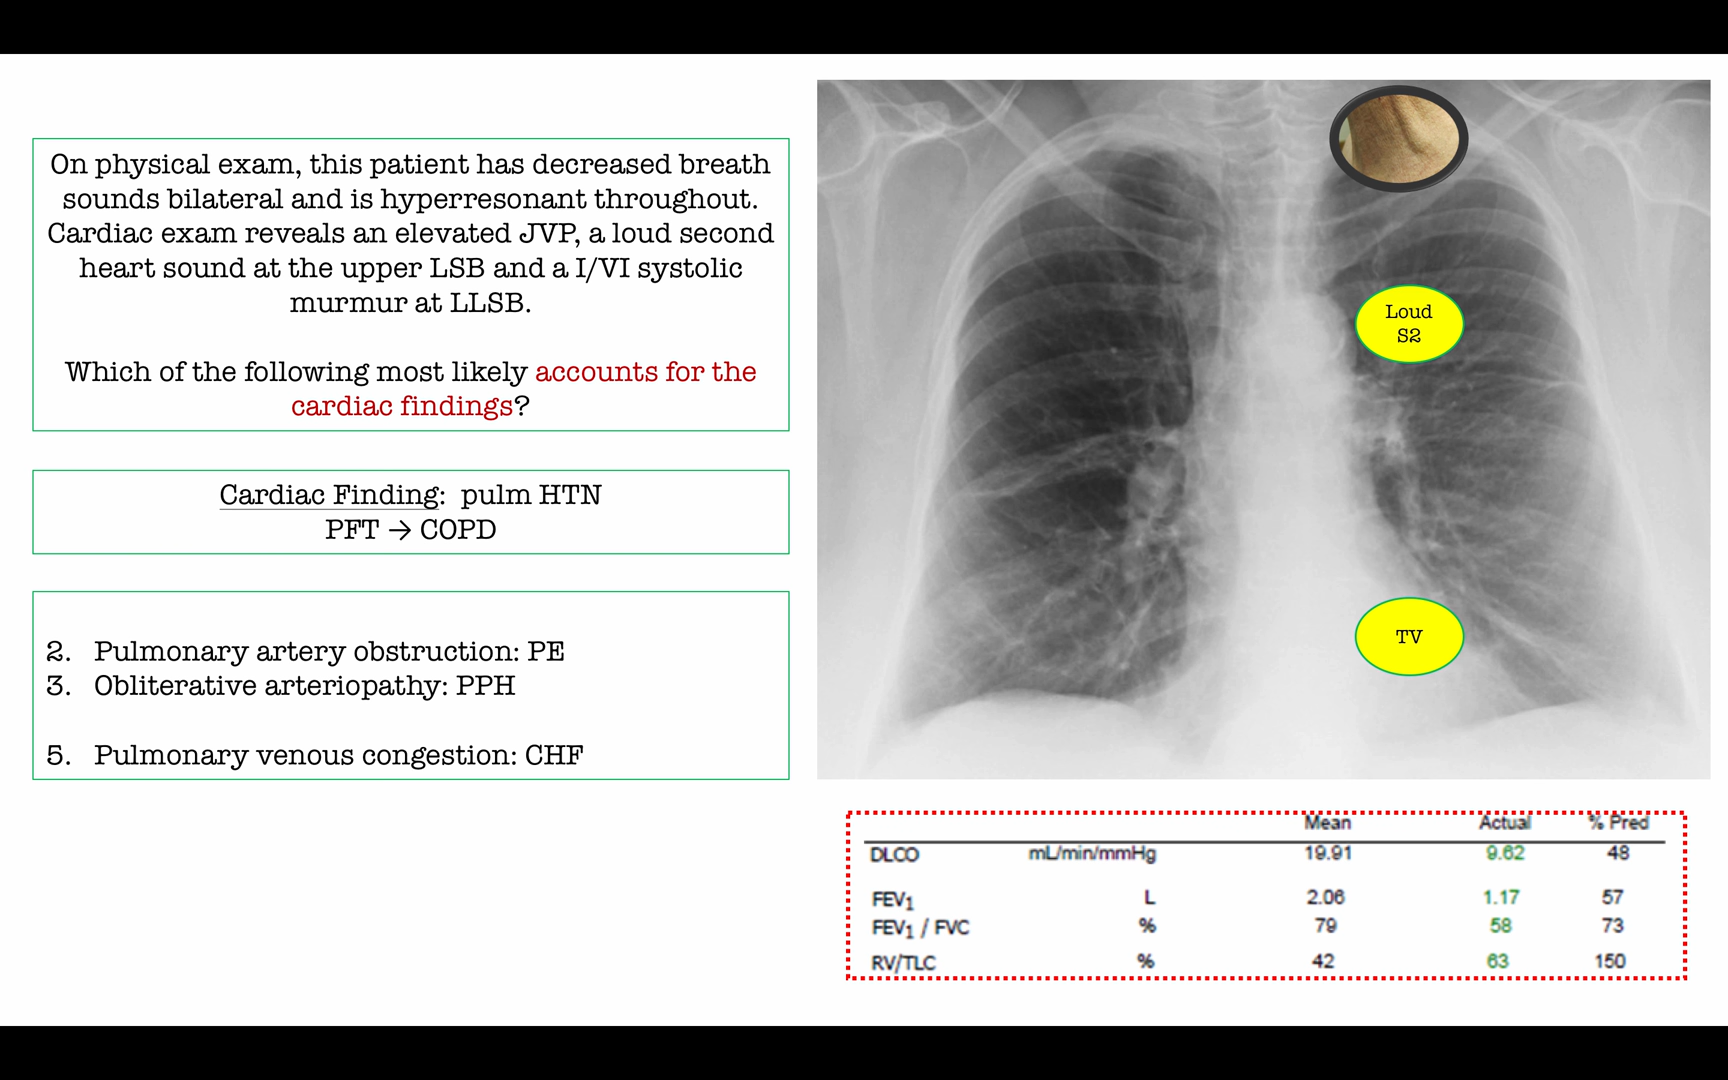 On physical exam, this patient has decreased breath
sounds bilateral and is hyperresonant throughout.
Cardiac exam reveals an elevated JVP, a loud second
heart sound at the upper LSB and a I/VI systolic
murmur at LLSB.
Which of the following most likely accounts for the
cardiac findings?
Cardiac Finding: pulm HTN
PFT → COPD
2. Pulmonary artery obstruction: PE
3. Obliterative arteriopathy: PPH
5. Pulmonary venous congestion: CHF
Loud
S2
TV
Mean Actual % Pred
DLCO mL/min/mmHg 19.91 9.62 48
FEV1 L 2.06 1.17 57
FEV1 / FVC % 79 58 73
RV/TLC % 42 63 150